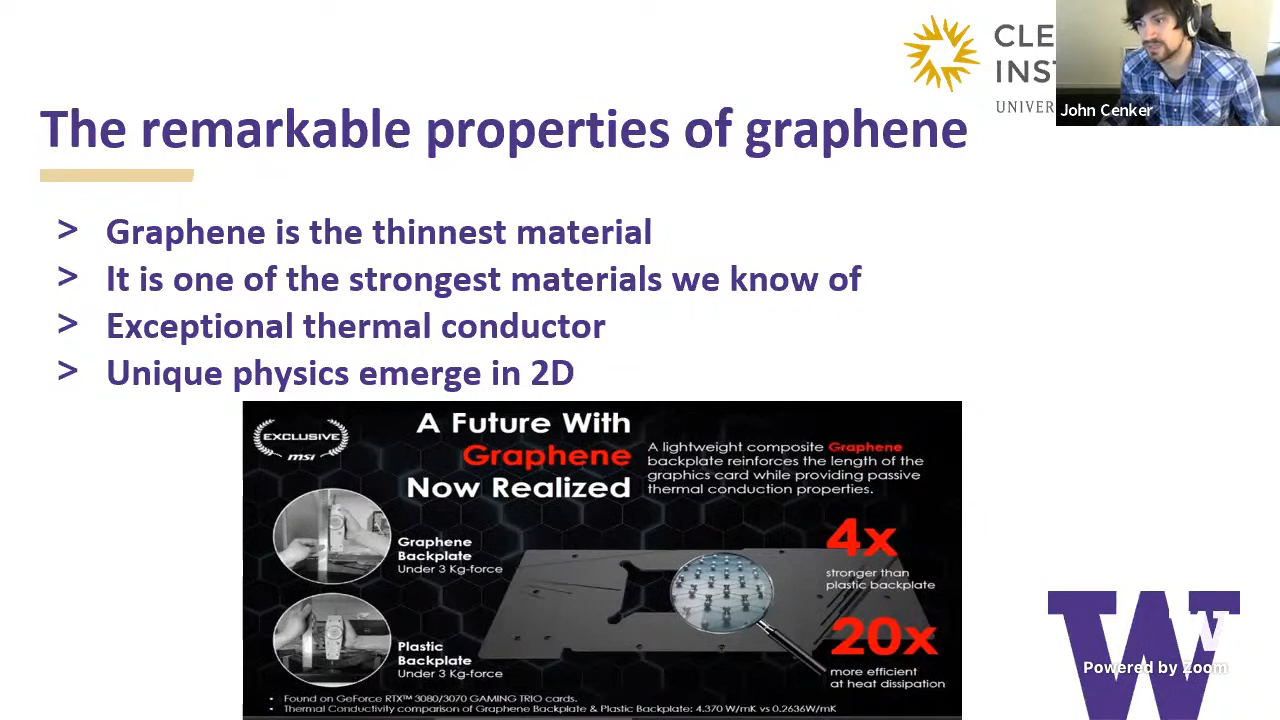 CLE
INST
UNIVER
John Cenker
The remarkable properties of graphene
> Graphene is the thinnest material
> It is one of the strongest materials we know of
> Exceptional thermal conductor
> Unique physics emerge in 2D
EXCLUSIVE
msi
A Future With
Graphene
Now Realized
A lightweight composite Graphene
backplate reinforces the length of the
graphics card while providing passive
thermal conduction properties.
Graphene
Backplate
Under 3 Kg-force
4x
stronger than
plastic backplate
Plastic
Backplate
Under 3 Kg-force
20x
more efficient
at heat dissipation
• Found on GeForce RTX™ 3080/3070 GAMING TRIO cards.
• Thermal Conductivity comparison of Graphene Backplate & Plastic Backplate: 4.370 W/mK vs 0.2636W/mK
W
Powered by Zoom